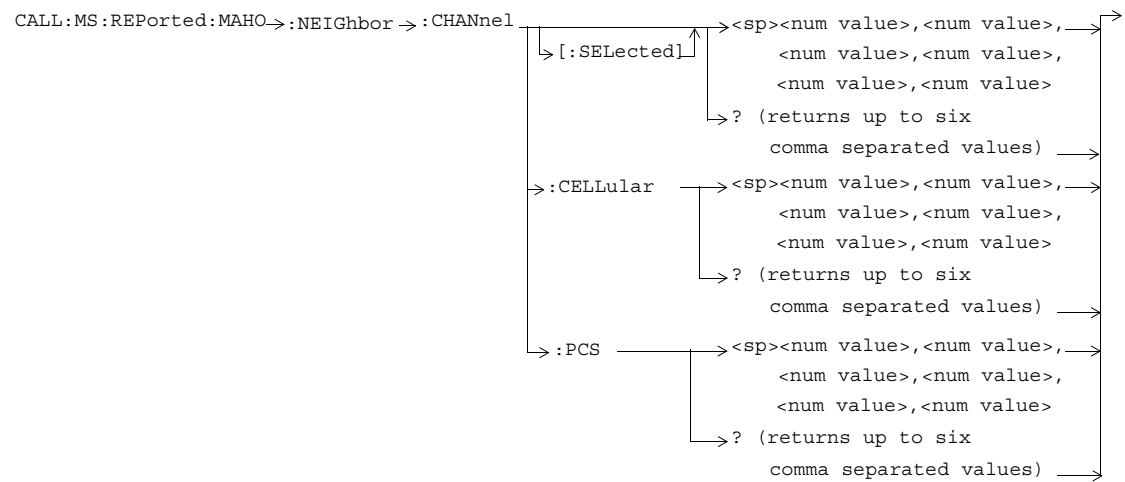 CALL:MS:REPorted:MAHO :NEIGhbor :CHANnel <sp><num value>,<num value>,
[:SELected] <num value>,<num value>,
<num value>,<num value>
? (returns up to six
comma separated values)
:CELLular <sp><num value>,<num value>,
<num value>,<num value>,
<num value>,<num value>
? (returns up to six
comma separated values)
:PCS <sp><num value>,<num value>,
<num value>,<num value>,
<num value>,<num value>
? (returns up to six
comma separated values)